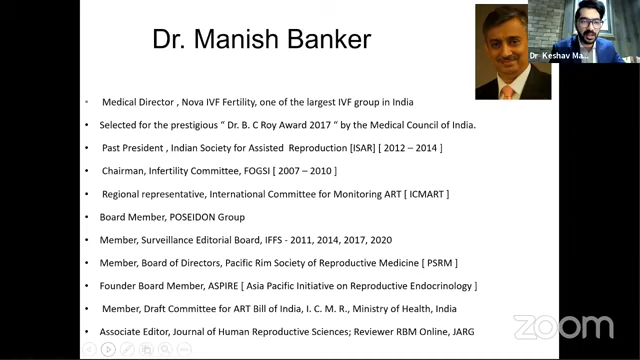 Dr. Manish Banker
Dr Keshav Ma...
• Medical Director , Nova IVF Fertility, one of the largest IVF group in India
• Selected for the prestigious “ Dr. B. C Roy Award 2017 ” by the Medical Council of India.
• Past President , Indian Society for Assisted Reproduction [ISAR] [ 2012 – 2014 ]
• Chairman, Infertility Committee, FOGSI [ 2007 – 2010 ]
• Regional representative, International Committee for Monitoring ART [ ICMART ]
• Board Member, POSEIDON Group
• Member, Surveillance Editorial Board, IFFS - 2011, 2014, 2017, 2020
• Member, Board of Directors, Pacific Rim Society of Reproductive Medicine [ PSRM ]
• Founder Board Member, ASPIRE [ Asia Pacific Initiative on Reproductive Endocrinology ]
• Member, Draft Committee for ART Bill of India, I. C. M. R., Ministry of Health, India
• Associate Editor, Journal of Human Reproductive Sciences; Reviewer RBM Online, JARG
zoom